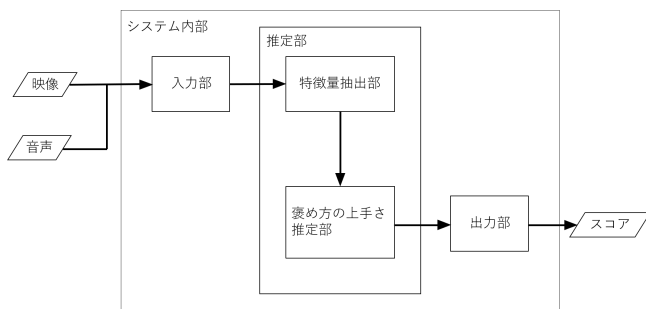 システム内部
推定部
映像
入力部
特徴量抽出部
音声
褒め方の上手さ
推定部
出力部
スコア